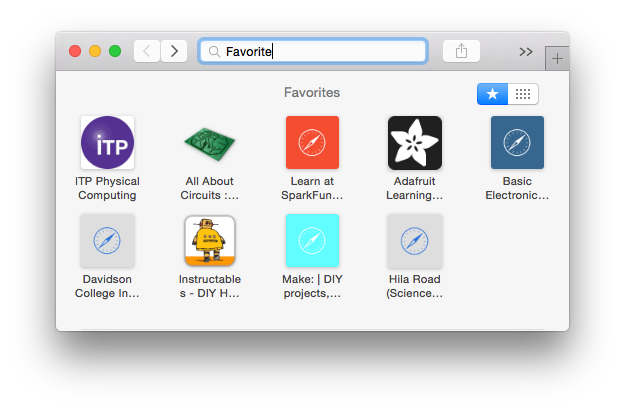 Favorite
Favorites
iTP
ITP Physical
Computing
All About
Circuits :...
Learn at
SparkFun...
Adafruit
Learning...
Basic
Electronic...
Davidson
College In...
Instructable
s - DIY H...
Make: | DIY
projects,...
Hila Road
(Science...